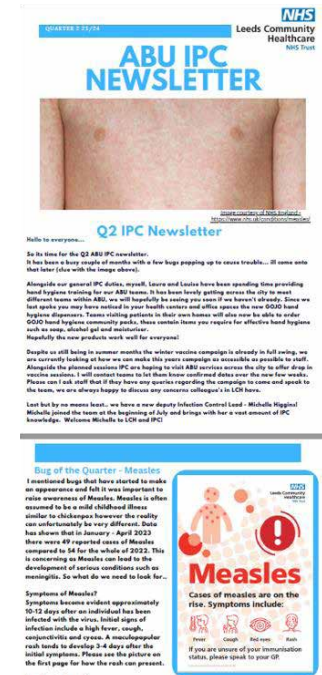 NHS
QUARTER 2 23/24
Leeds Community
Healthcare
NHS Trust
ABU IPC
NEWSLETTER
Image courtesy of NHS England -
https://www.nhs.uk/conditions/measles/
Q2 IPC Newsletter
Hello to everyone...
So its time for the Q2 ABU IPC newsletter.
It has been a busy couple of months with a few bugs popping up to cause trouble... ill come onto
that later (clue with the image above).
Alongside our general IPC duties, myself, Laura and Louise have been spending time providing
hand hygiene training for our ABU teams. It has been lovely getting across the city to meet
different teams within ABU, we will hopefully be seeing you soon if we haven't already. Since we
last spoke you may have noticed in your health centers and office spaces the new GOJO hand
hygiene dispensers. Teams visiting patients in their own homes will also now be able to order
GOJO hand hygiene community packs, these contain items you require for effective hand hygiene
such as soap, alcohol gel and moisturiser.
Hopefully the new products work well for everyone!
Despite us still being in summer months the winter vaccine campaign is already in full swing, we
are currently looking at how we can make this years campaign as accessible as possible to staff.
Alongside the planned sessions IPC are hoping to visit ABU services across the city to offer drop in
vaccine sessions. I will contact teams to let them know confirmed dates over the new few weeks.
Please can I ask staff that if they have any queries regarding the campaign to come and speak to
the team, we are always happy to discuss any concerns colleague's in LCH have.
Last but by no means least.. we have a new deputy Infection Control Lead - Michelle Higgins!
Michelle joined the team at the beginning of July and brings with her a vast amount of IPC
knowledge. Welcome Michelle to LCH and IPC!
Bug of the Quarter - Measles
I mentioned bugs that have started to make
an appearance and felt it was important to
raise awareness of Measles. Measles is often
assumed to be a mild childhood illness
similar to chickenpox however the reality
can unfortunately be very different. Data
has shown that in January - April 2023
there were 49 reported cases of Measles
compared to 54 for the whole of 2022. This
is concerning as Measles can lead to the
development of serious conditions such as
meningitis. So what do we need to look for...
Symptoms of Measles?
Symptoms become evident approximately
10-12 days after an individual has been
infected with the virus. Initial signs of
infection include a high fever, cough,
conjunctivitis and coryza. A maculopapular
rash tends to develop 3-4 days after the
initial symptoms. Please see the picture on
the first page for how the rash can present.
NHS
Leeds Community
Healthcare
Measles
Cases of measles are on the
rise. Symptoms include:
Fever Cough Red eyes Rash
If you are unsure of your immunisation
status, please speak to your GP.